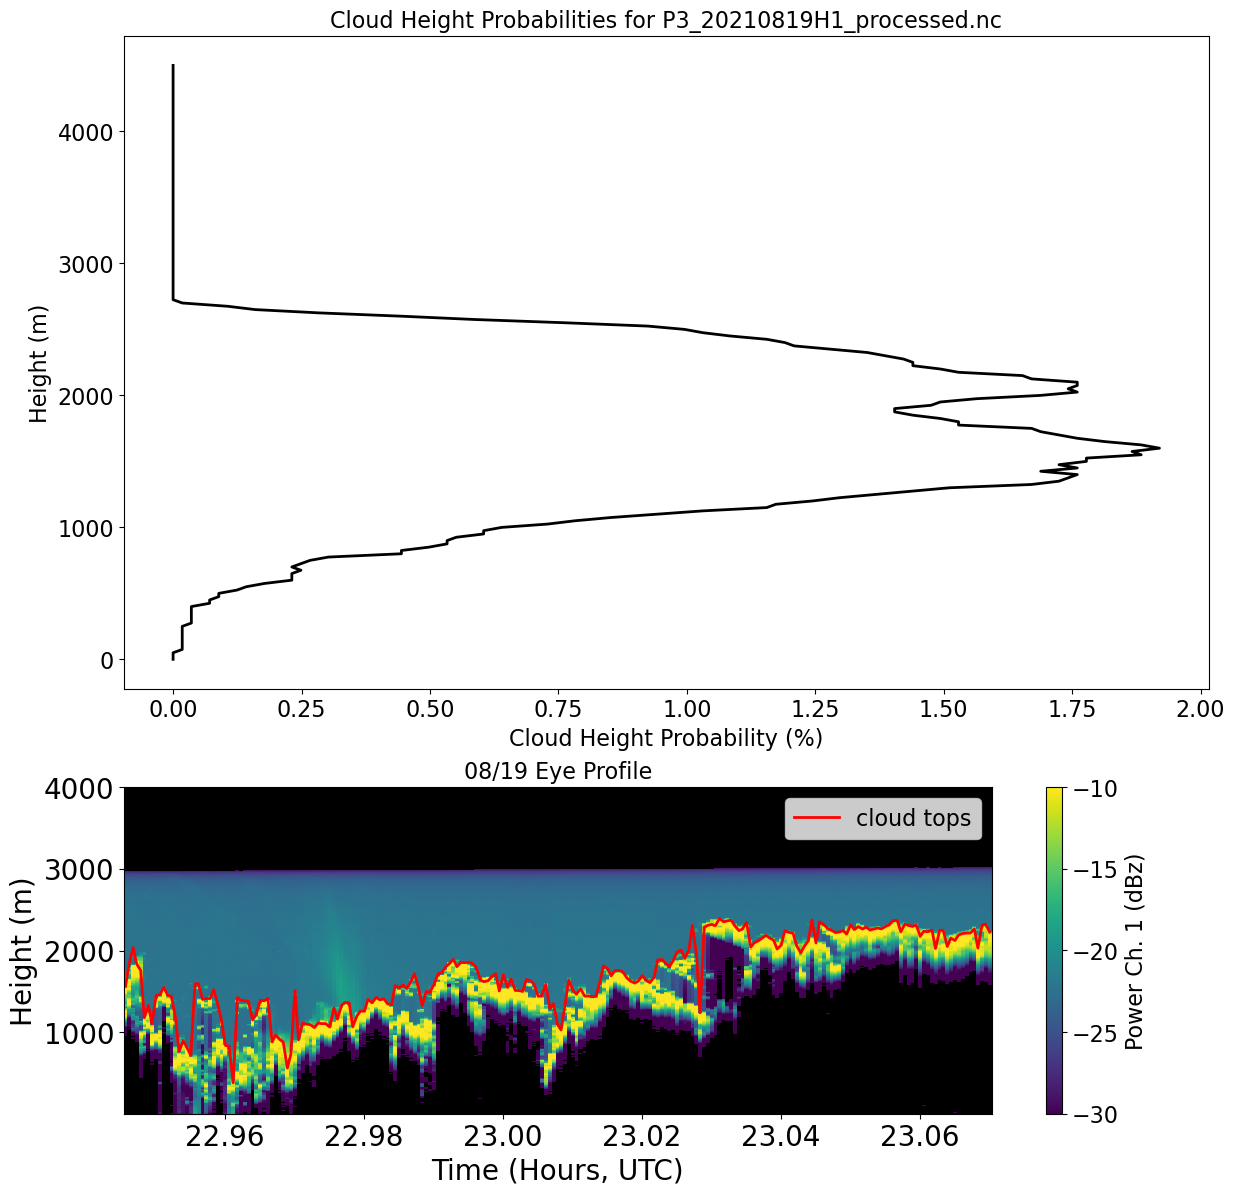 Cloud Height Probabilities for P3_20210819H1_processed.nc
4000
3000
2000
1000
0
Height (m)
0.00 0.25 0.50 0.75 1.00 1.25 1.50 1.75 2.00
Cloud Height Probability (%)
08/19 Eye Profile
4000
3000
2000
1000
Height (m)
cloud tops
22.96 22.98 23.00 23.02 23.04 23.06
Time (Hours, UTC)
−10
−15
−20
−25
−30
Power Ch. 1 (dBz)